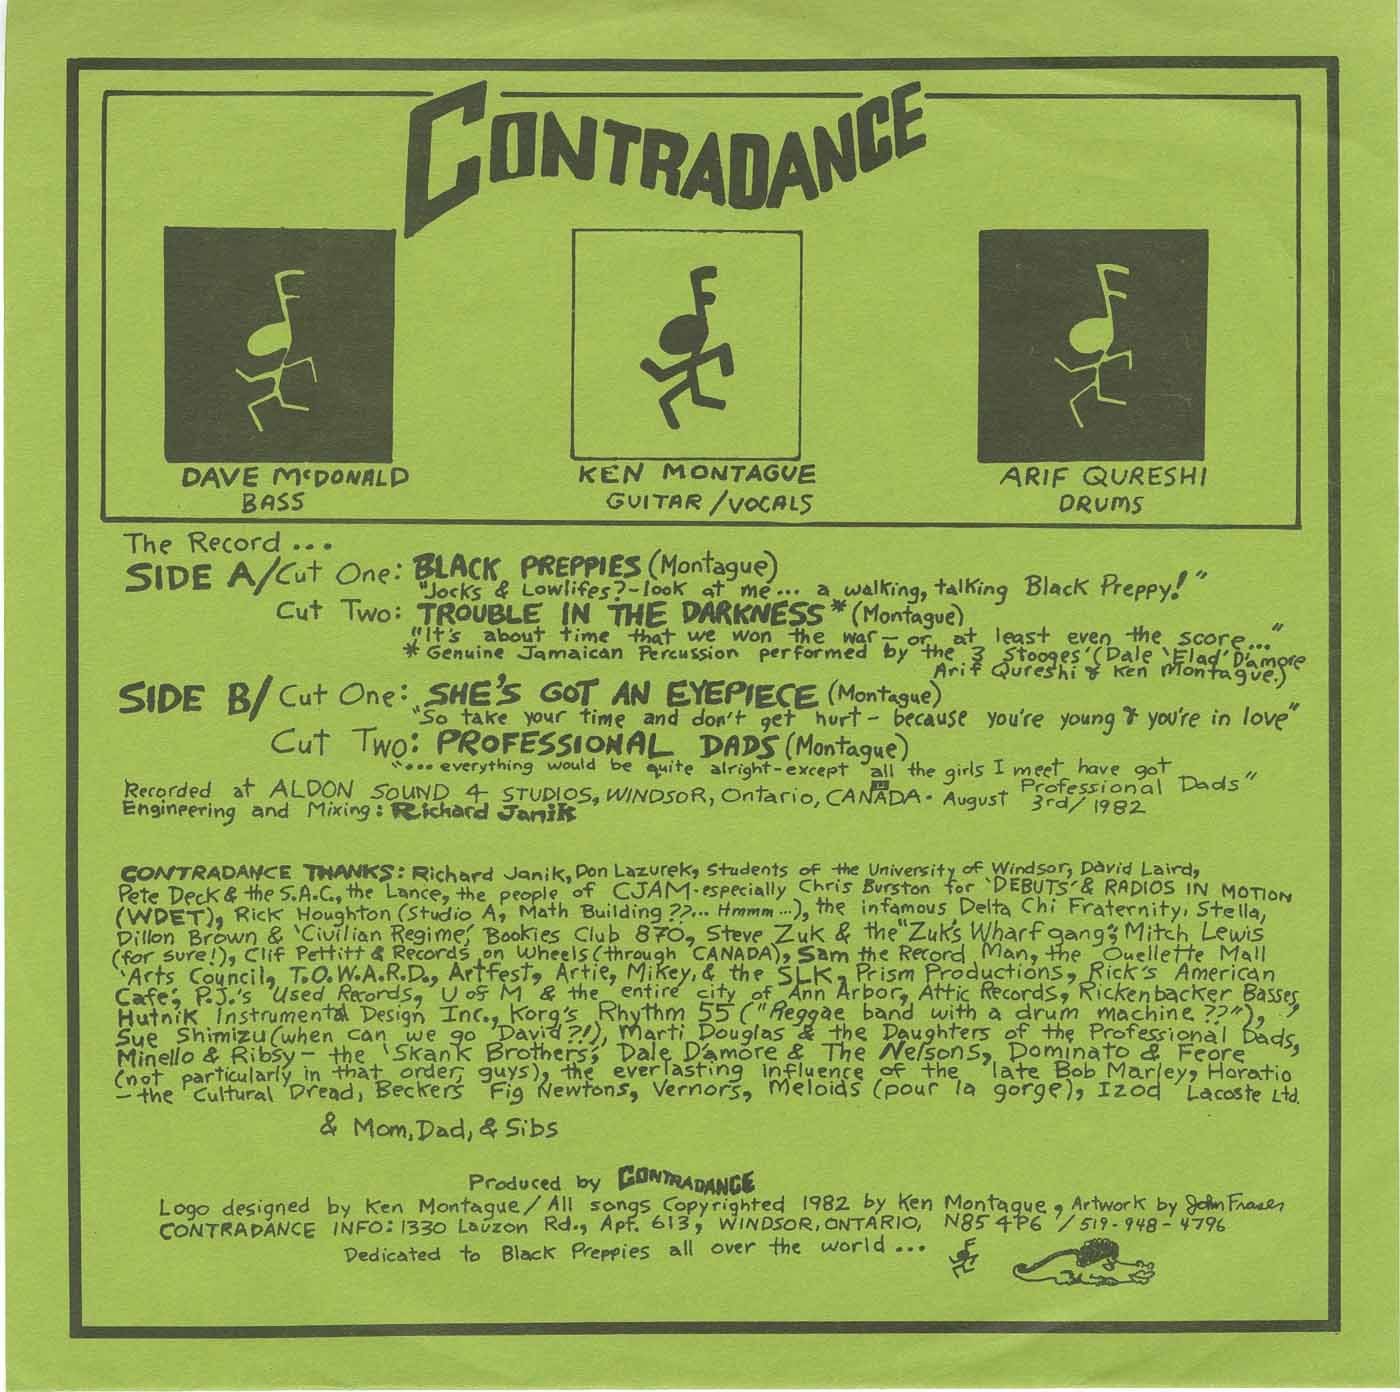 CONTRADANCE
DAVE McDONALD
BASS
KEN MONTAGUE
GUITAR/VOCALS
ARIF QURESHI
DRUMS
The Record...
SIDE A/Cut One: BLACK PREPPIES (Montague)
"Jocks & Lowlifes?-look at me... a walking, talking Black Preppy!"
Cut Two: TROUBLE IN THE DARKNESS* (Montague)
"It's about time that we won the war - or at least even the score..."
* Genuine Jamaican Percussion performed by the '3 Stooges' (Dale 'Elad' D'amore
Arif Qureshi & Ken Montague.)
SIDE B/ Cut One: SHE'S GOT AN EYEPIECE (Montague)
"So take your time and don't get hurt - because you're young & you're in love"
Cut Two: PROFESSIONAL DADS (Montague)
"...everything would be quite alright-except all the girls I meet have got
Professional Dads"
Recorded at ALDON SOUND 4 STUDIOS, WINDSOR, Ontario, CANADA. August 3rd/1982
Engineering and Mixing: Richard Janik
CONTRADANCE THANKS: Richard Janik, Don Lazurek, Students of the University of Windsor, David Laird,
Pete Deck & the S.A.C., the Lance, the people of CJAM-especially Chris Burston for 'DEBUTS' & RADIOS IN MOTION
(WDET), Rick Houghton (Studio A, Math Building??... Hmmm...), the infamous Delta Chi Fraternity, Stella,
Dillon Brown & 'Civilian Regime', Bookies Club 870, Steve Zuk & the "Zuk's Wharf gang", Mitch Lewis
(for sure!), Clif Pettitt & Records on Wheels (through CANADA), Sam the Record Man, the Ouellette Mall
'Arts Council, T.O.W.A.R.D., Artfest, Artie, Mikey, & the SLK, Prism Productions, Rick's American
Cafe', P.J.'s Used Records, U of M & the entire city of Ann Arbor, Attic Records, Rickenbacker Basses,
Hutnik Instrumental Design Inc., Korg's Rhythm 55 ("Reggae band with a drum machine??"),
Sue Shimizu (when can we go David?!), Marti Douglas & the Daughters of the Professional Dads,
Minello & Ribsy - the 'Skank Brothers', Dale D'amore & The Nelsons, Dominato & Feore
(not particularly in that order, guys), the everlasting influence of the late Bob Marley, Horatio
- the Cultural Dread, Beckers Fig Newtons, Vernors, Meloids (pour la gorge), Izod Lacoste Ltd.
& Mom, Dad, & Sibs
Produced by CONTRADANCE
Logo designed by Ken Montague/All songs Copyrighted 1982 by Ken Montague, Artwork by John Fraser
CONTRADANCE INFO: 1330 Lauzon Rd., Apt. 613, WINDSOR, ONTARIO, N8S 4P6 / 519-948-4796
Dedicated to Black Preppies all over the world...